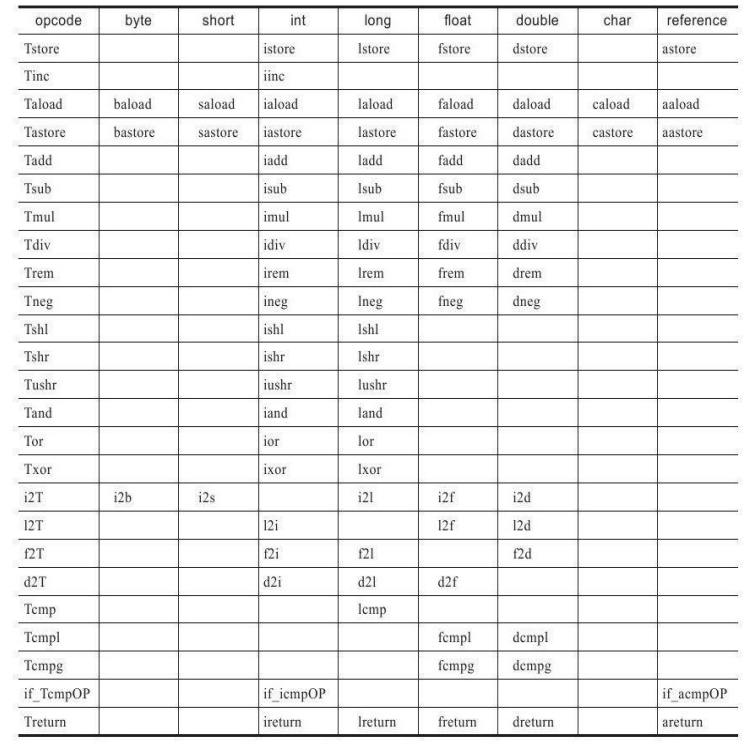 opcode byte short int long float double char reference
Tstore istore lstore fstore dstore astore
Tinc iinc
Taload baload saload iaload laload faload daload caload aaload
Tastore bastore sastore iastore lastore fastore dastore castore aastore
Tadd iadd ladd fadd dadd
Tsub isub lsub fsub dsub
Tmul imul lmul fmul dmul
Tdiv idiv ldiv fdiv ddiv
Trem irem lrem frem drem
Tneg ineg lneg fneg dneg
Tshl ishl lshl
Tshr ishr lshr
Tushr iushr lushr
Tand iand land
Tor ior lor
Txor ixor lxor
i2T i2b i2s i2l i2f i2d
l2T l2i l2f l2d
f2T f2i f2l f2d
d2T d2i d2l d2f
Tcmp lcmp
Tcmpl fcmpl dcmpl
Tcmpg fcmpg dcmpg
if_TcmpOP if_icmpOP if_acmpOP
Treturn ireturn lreturn freturn dreturn areturn